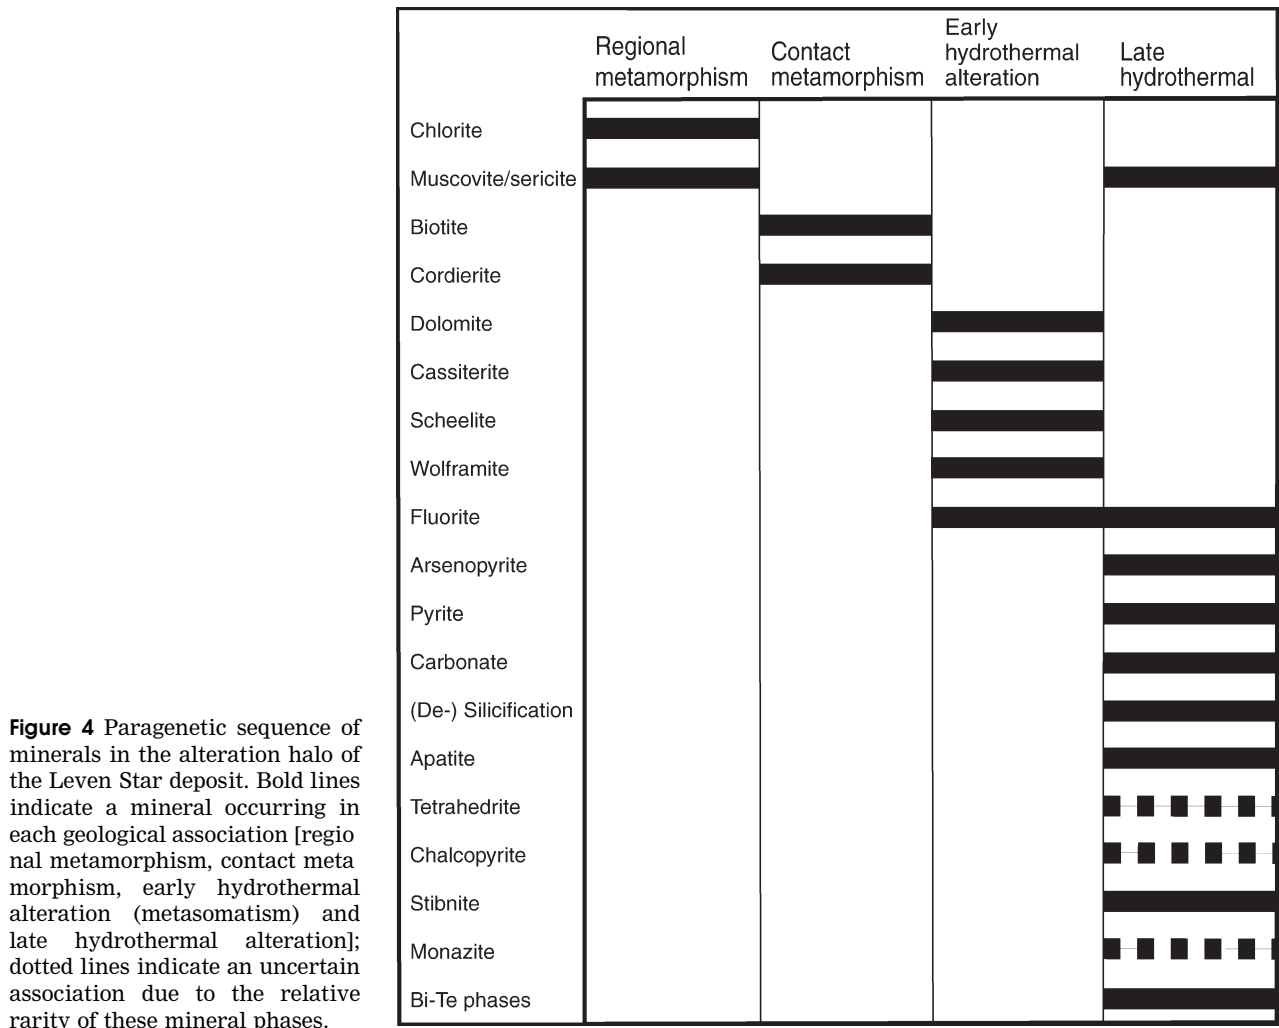 Regional
metamorphism
Contact
metamorphism
Early
hydrothermal
alteration
Late
hydrothermal
Chlorite
Muscovite/sericite
Biotite
Cordierite
Dolomite
Cassiterite
Scheelite
Wolframite
Fluorite
Arsenopyrite
Pyrite
Carbonate
(De-) Silicification
Apatite
Tetrahedrite
Chalcopyrite
Stibnite
Monazite
Bi-Te phases
Figure 4 Paragenetic sequence of
minerals in the alteration halo of
the Leven Star deposit. Bold lines
indicate a mineral occurring in
each geological association [regio
nal metamorphism, contact meta
morphism, early hydrothermal
alteration (metasomatism) and
late hydrothermal alteration];
dotted lines indicate an uncertain
association due to the relative
rarity of these mineral phases.